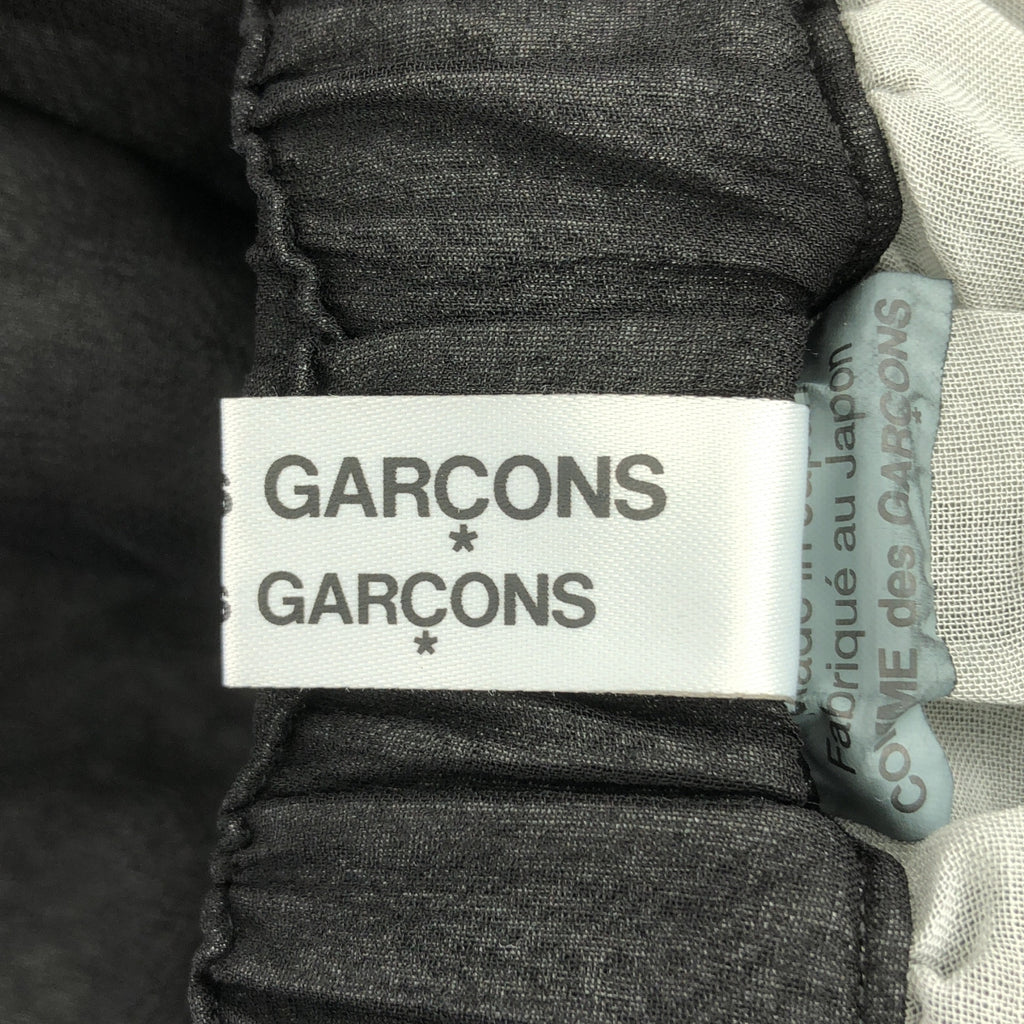 GARÇONS
*
GARÇONS
*
Fabriqué au Japon
COMME des GARÇONS